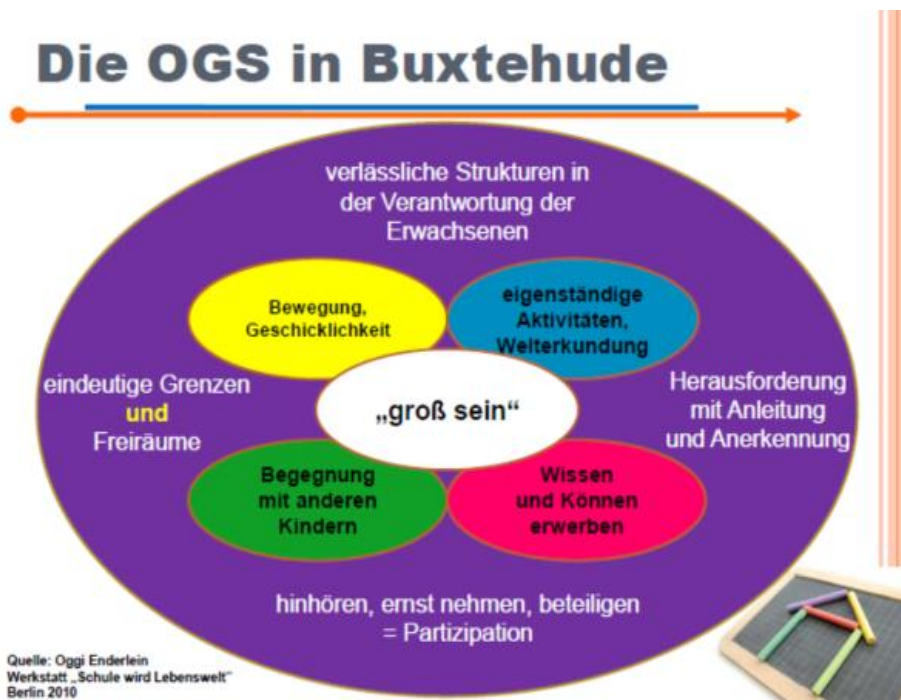 Die OGS in Buxtehude
verlässliche Strukturen in
der Verantwortung der
Erwachsenen
Bewegung,
Geschicklichkeit
eigenständige
Aktivitäten,
Welterkundung
eindeutige Grenzen
und
Freiräume
„groß sein“
Herausforderung
mit Anleitung
und Anerkennung
Begegnung
mit anderen
Kindern
Wissen
und Können
erwerben
hinhören, ernst nehmen, beteiligen
= Partizipation
Quelle: Oggi Enderlein
Werkstatt „Schule wird Lebenswelt“
Berlin 2010